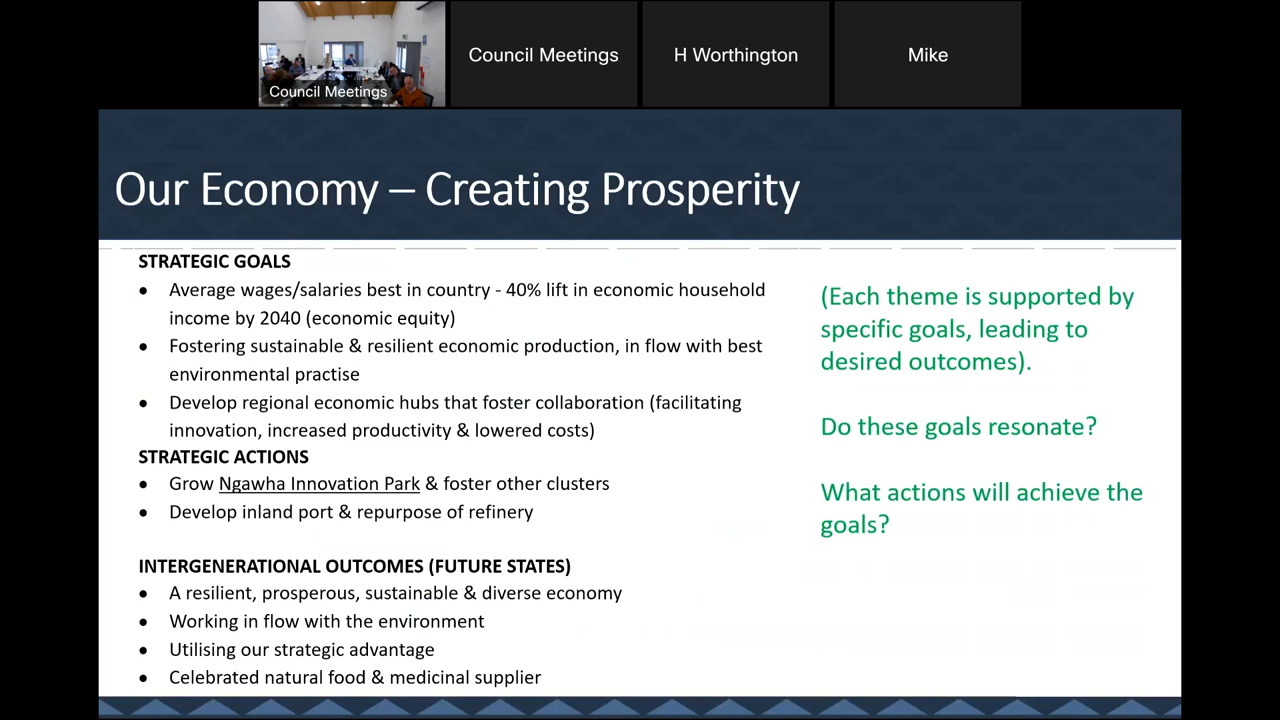 Council Meetings
Council Meetings
H Worthington
Mike
Our Economy – Creating Prosperity
STRATEGIC GOALS
• Average wages/salaries best in country - 40% lift in economic household
income by 2040 (economic equity)
• Fostering sustainable & resilient economic production, in flow with best
environmental practise
• Develop regional economic hubs that foster collaboration (facilitating
innovation, increased productivity & lowered costs)
STRATEGIC ACTIONS
• Grow Ngawha Innovation Park & foster other clusters
• Develop inland port & repurpose of refinery
INTERGENERATIONAL OUTCOMES (FUTURE STATES)
• A resilient, prosperous, sustainable & diverse economy
• Working in flow with the environment
• Utilising our strategic advantage
• Celebrated natural food & medicinal supplier
(Each theme is supported by
specific goals, leading to
desired outcomes).
Do these goals resonate?
What actions will achieve the
goals?